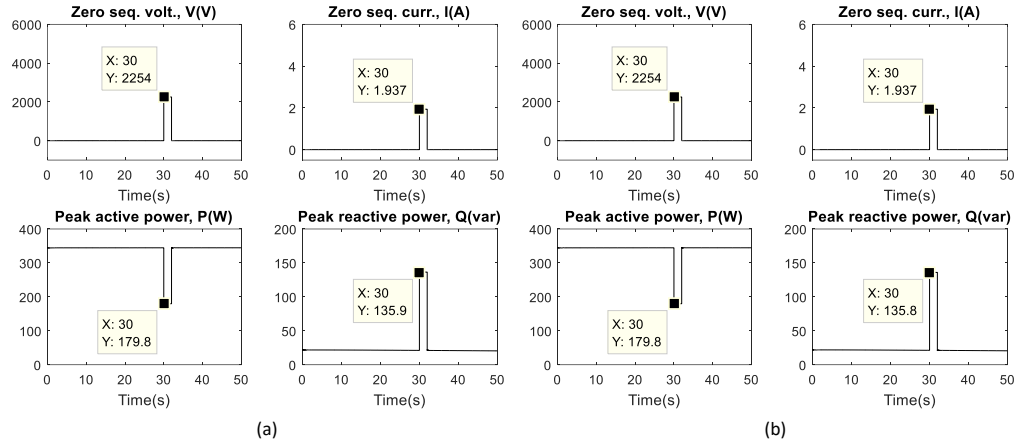 Zero seq. volt., V(V)
6000
4000
2000
0
X: 30
Y: 2254
0 10 20 30 40 50
Time(s)
Zero seq. curr., I(A)
6
4
2
0
X: 30
Y: 1.937
0 10 20 30 40 50
Time(s)
Zero seq. volt., V(V)
6000
4000
2000
0
X: 30
Y: 2254
0 10 20 30 40 50
Time(s)
Zero seq. curr., I(A)
6
4
2
0
X: 30
Y: 1.937
0 10 20 30 40 50
Time(s)
Peak active power, P(W)
400
300
200
100
0
X: 30
Y: 179.8
0 10 20 30 40 50
Time(s)
Peak reactive power, Q(var)
200
150
100
50
0
X: 30
Y: 135.9
0 10 20 30 40 50
Time(s)
Peak active power, P(W)
400
300
200
100
0
X: 30
Y: 179.8
0 10 20 30 40 50
Time(s)
Peak reactive power, Q(var)
200
150
100
50
0
X: 30
Y: 135.8
0 10 20 30 40 50
Time(s)
(a)
(b)